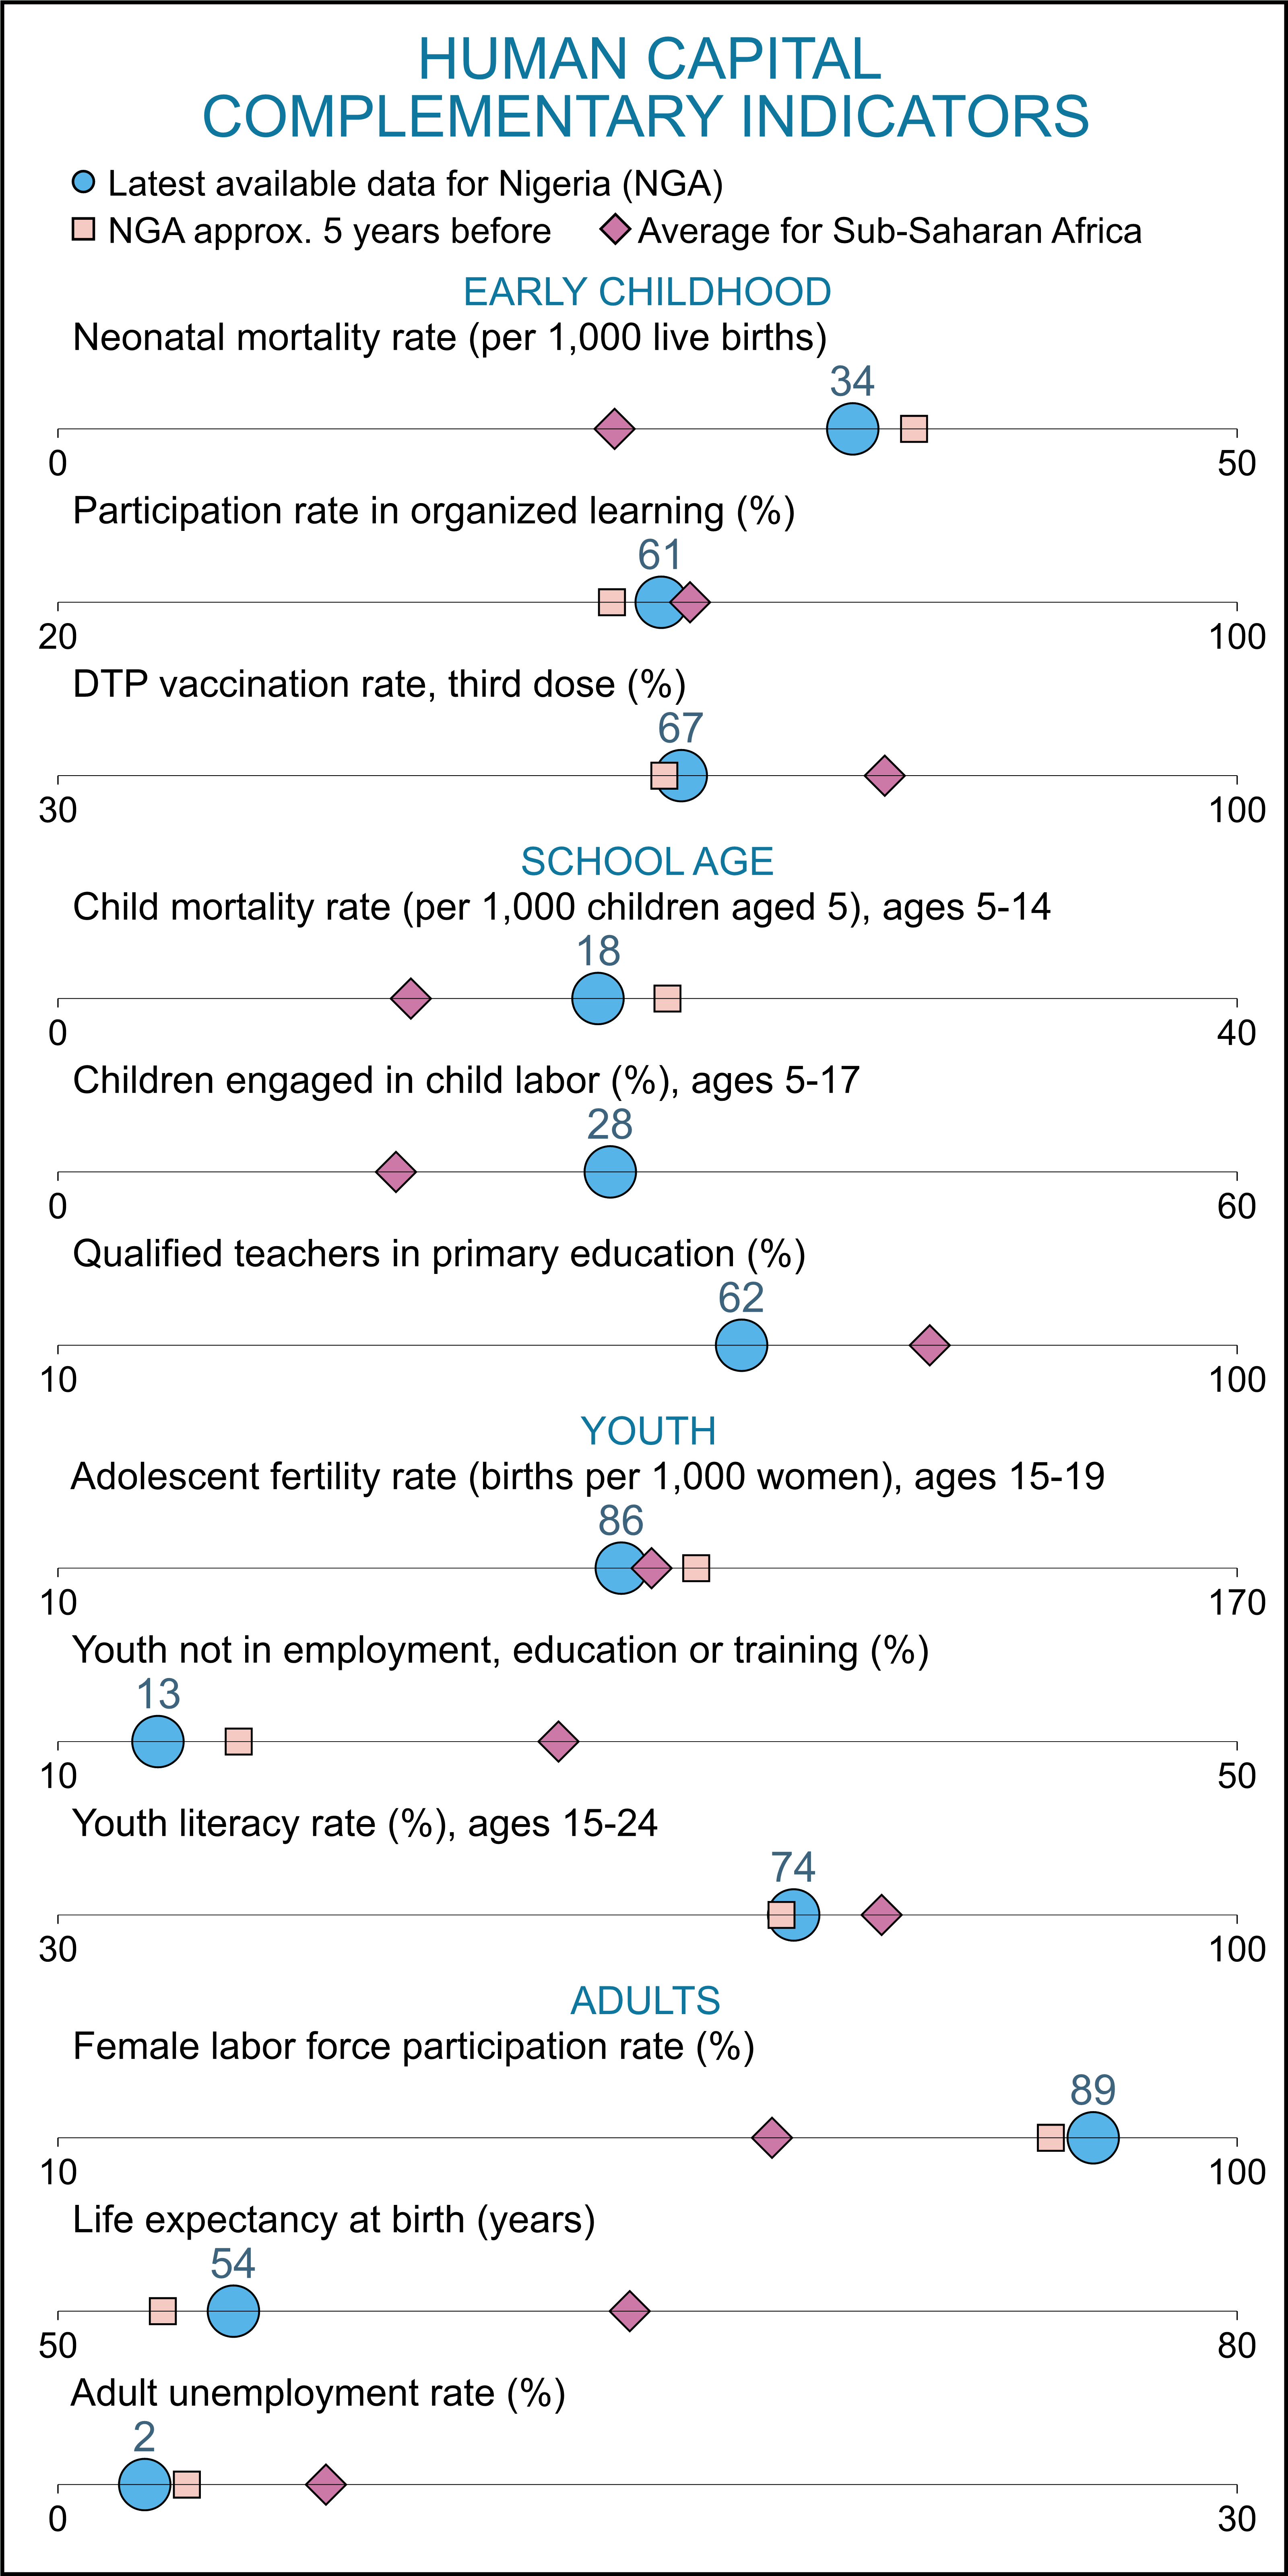 HUMAN CAPITAL
COMPLEMENTARY INDICATORS
Latest available data for Nigeria (NGA)
NGA approx. 5 years before Average for Sub-Saharan Africa
EARLY CHILDHOOD
Neonatal mortality rate (per 1,000 live births)
34
0 50
Participation rate in organized learning (%)
61
20 100
DTP vaccination rate, third dose (%)
67
30 100
SCHOOL AGE
Child mortality rate (per 1,000 children aged 5), ages 5-14
18
0 40
Children engaged in child labor (%), ages 5-17
28
0 60
Qualified teachers in primary education (%)
62
10 100
YOUTH
Adolescent fertility rate (births per 1,000 women), ages 15-19
86
10 170
Youth not in employment, education or training (%)
13
10 50
Youth literacy rate (%), ages 15-24
74
30 100
ADULTS
Female labor force participation rate (%)
89
10 100
Life expectancy at birth (years)
54
50 80
Adult unemployment rate (%)
2
0 30